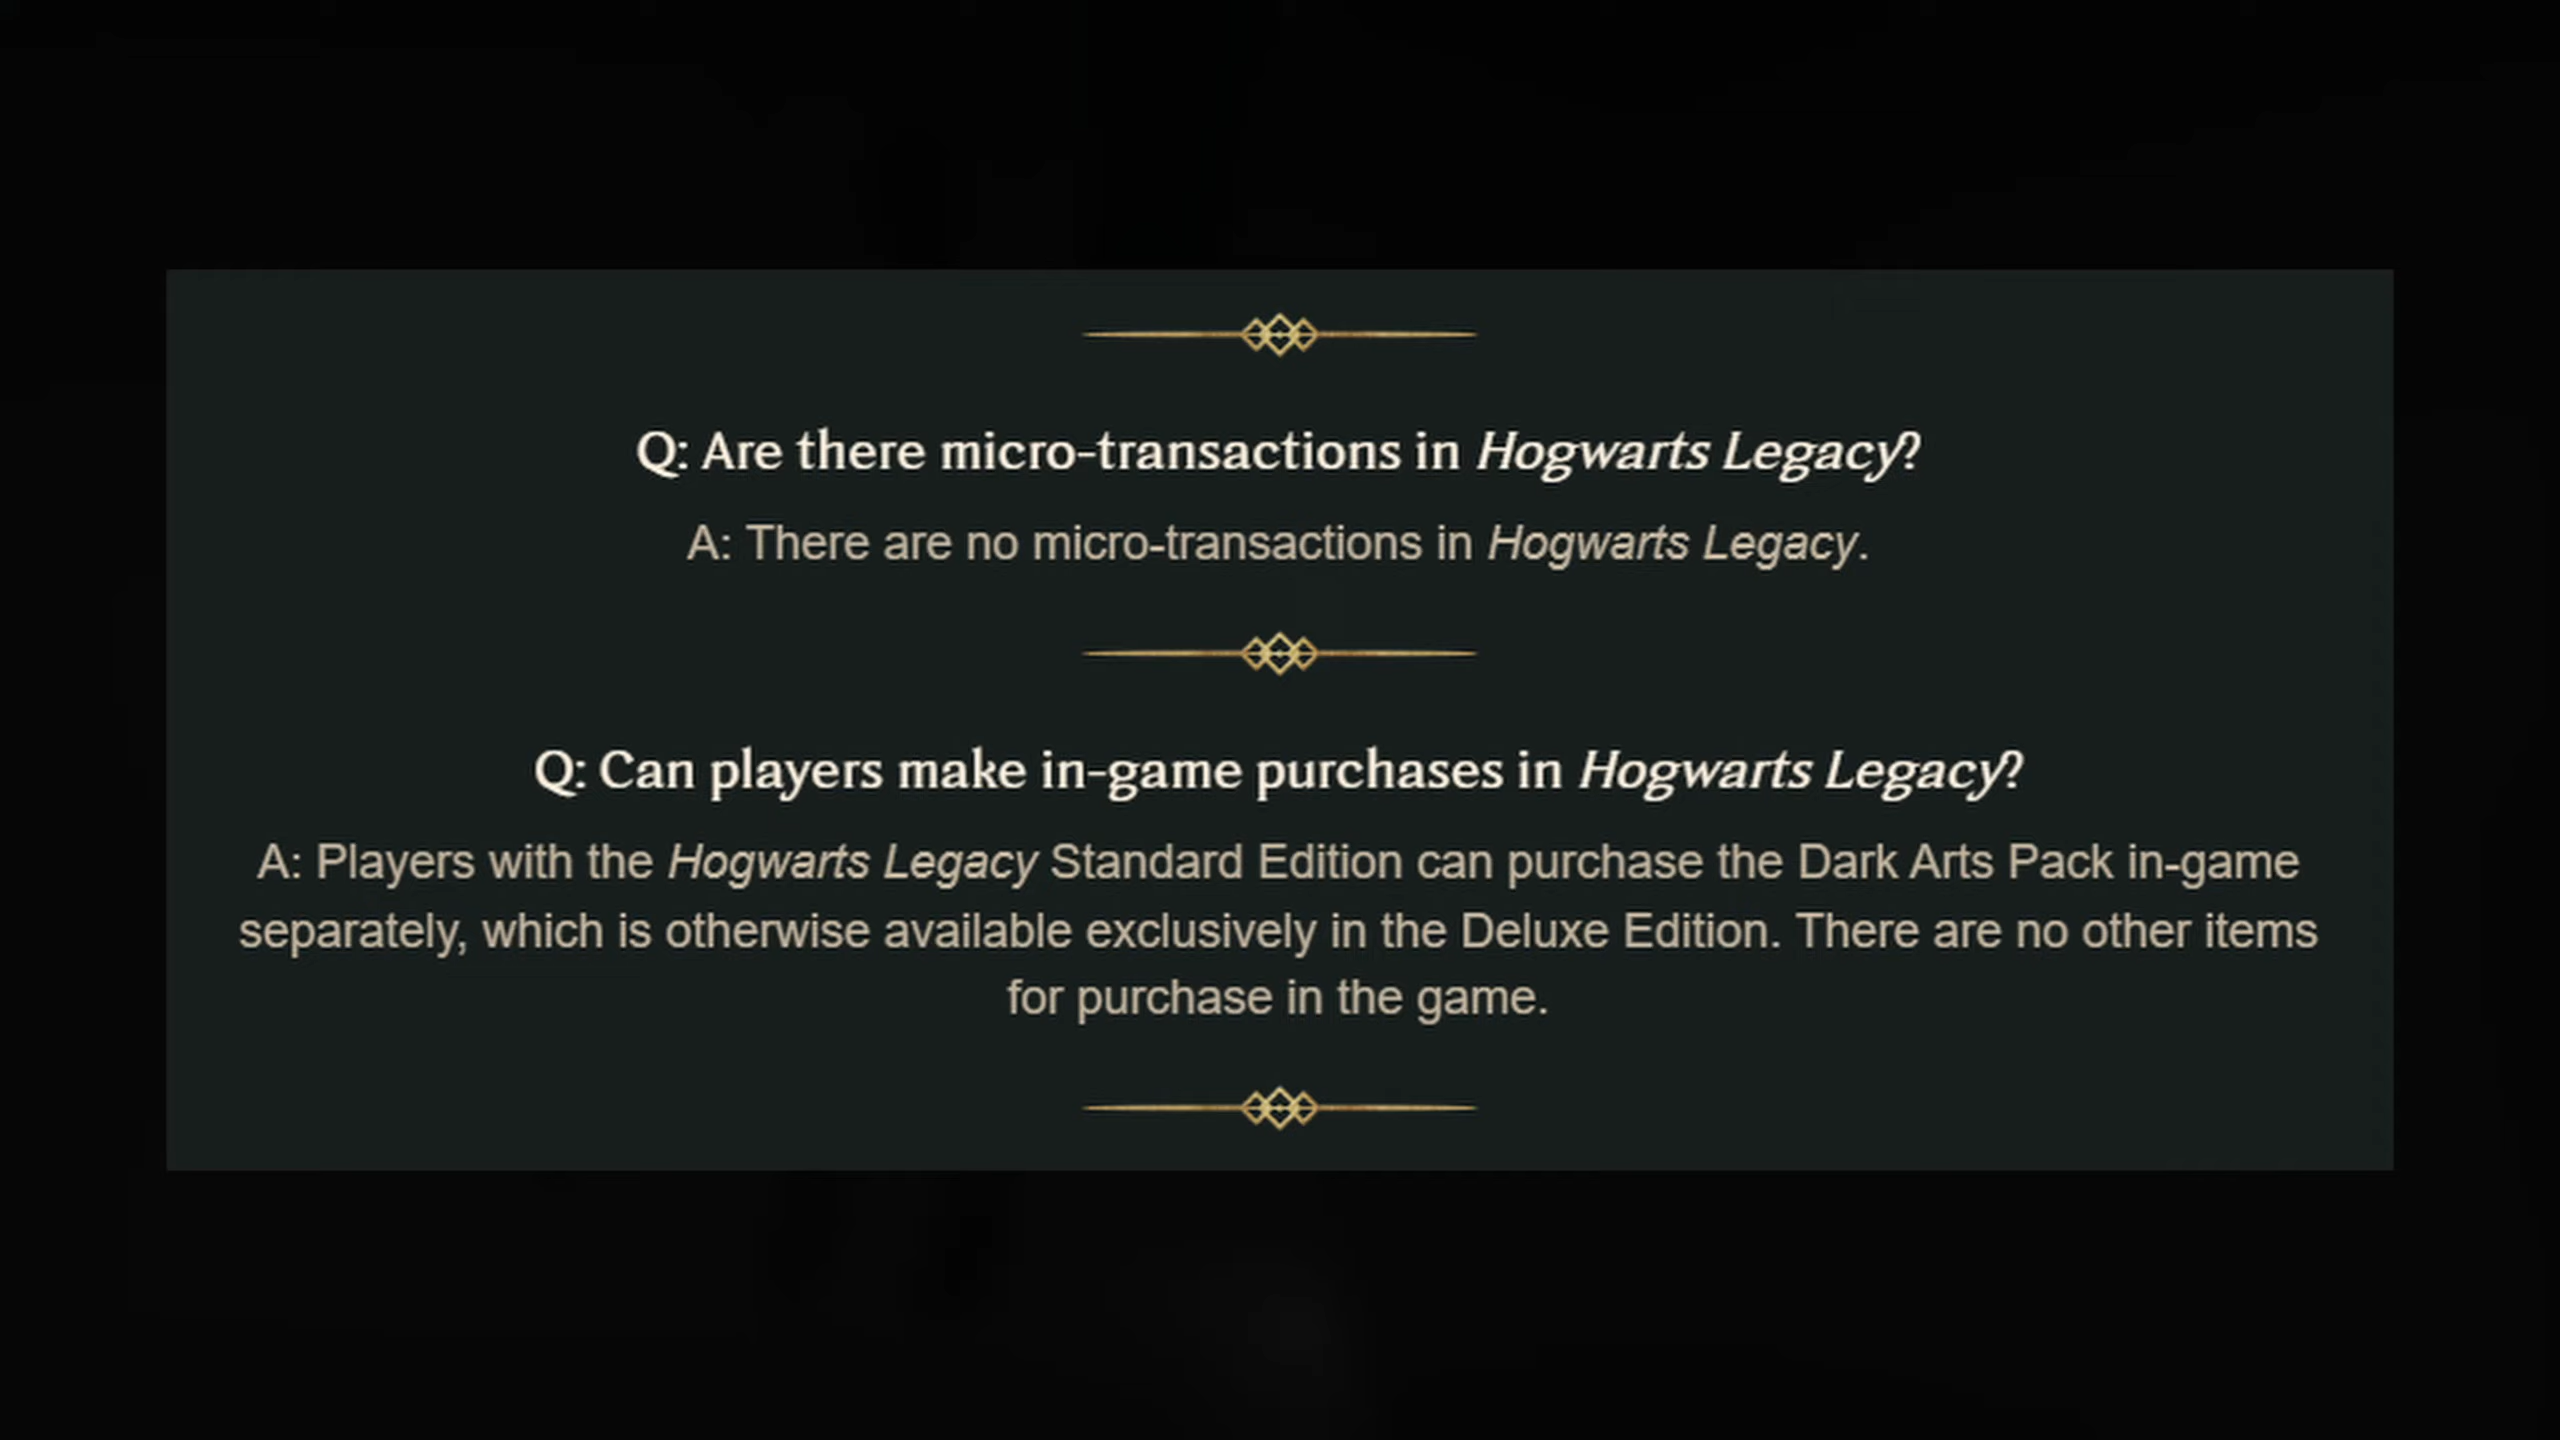 Q: Are there micro-transactions in Hogwarts Legacy?
A: There are no micro-transactions in Hogwarts Legacy.
Q: Can players make in-game purchases in Hogwarts Legacy?
A: Players with the Hogwarts Legacy Standard Edition can purchase the Dark Arts Pack in-game
separately, which is otherwise available exclusively in the Deluxe Edition. There are no other items
for purchase in the game.